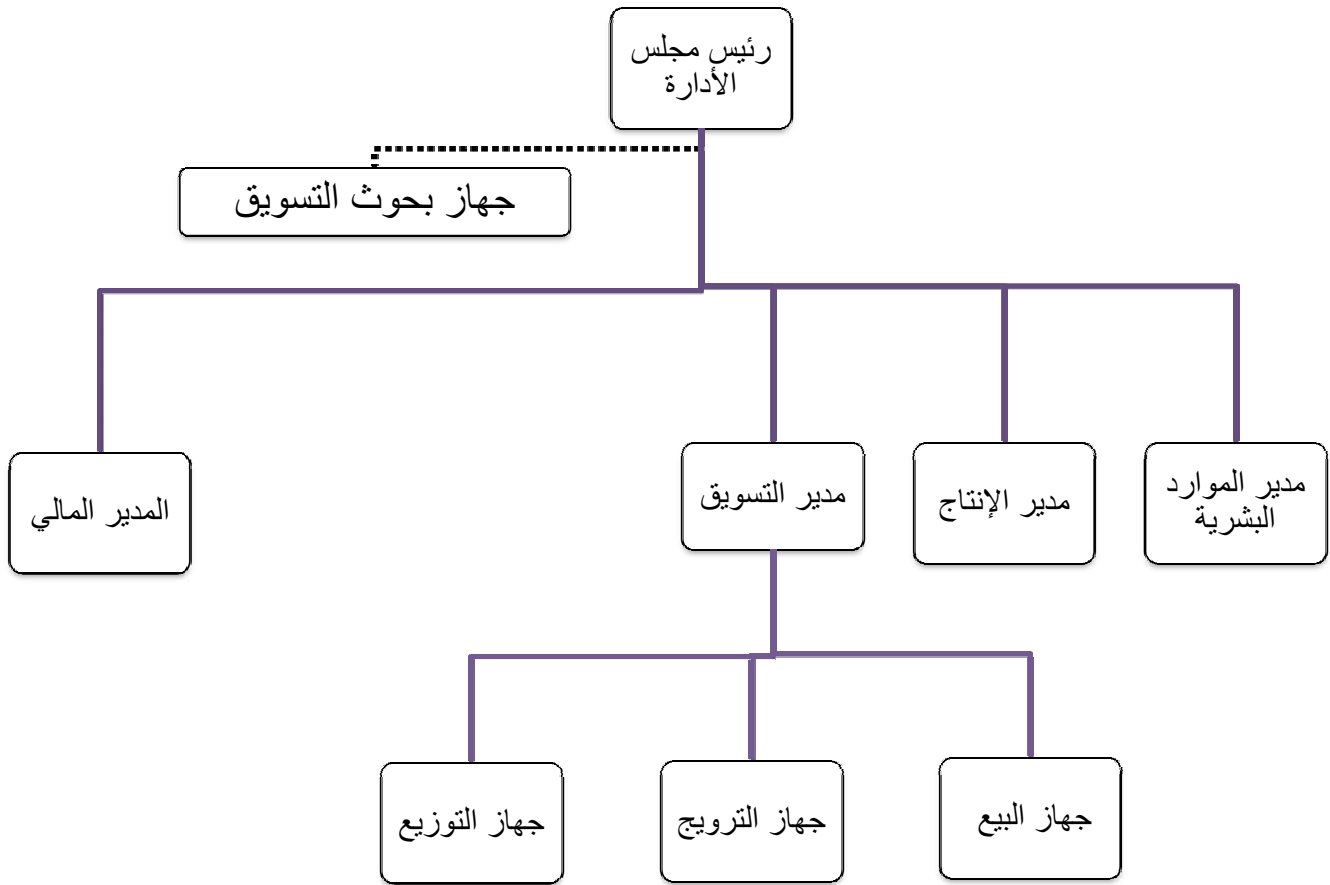 رئيس مجلس
الأدارة
جهاز بحوث التسويق
مدير الموارد
البشرية
مدير الإنتاج
مدير التسويق
المدير المالي
جهاز البيع
جهاز الترويج
جهاز التوزيع